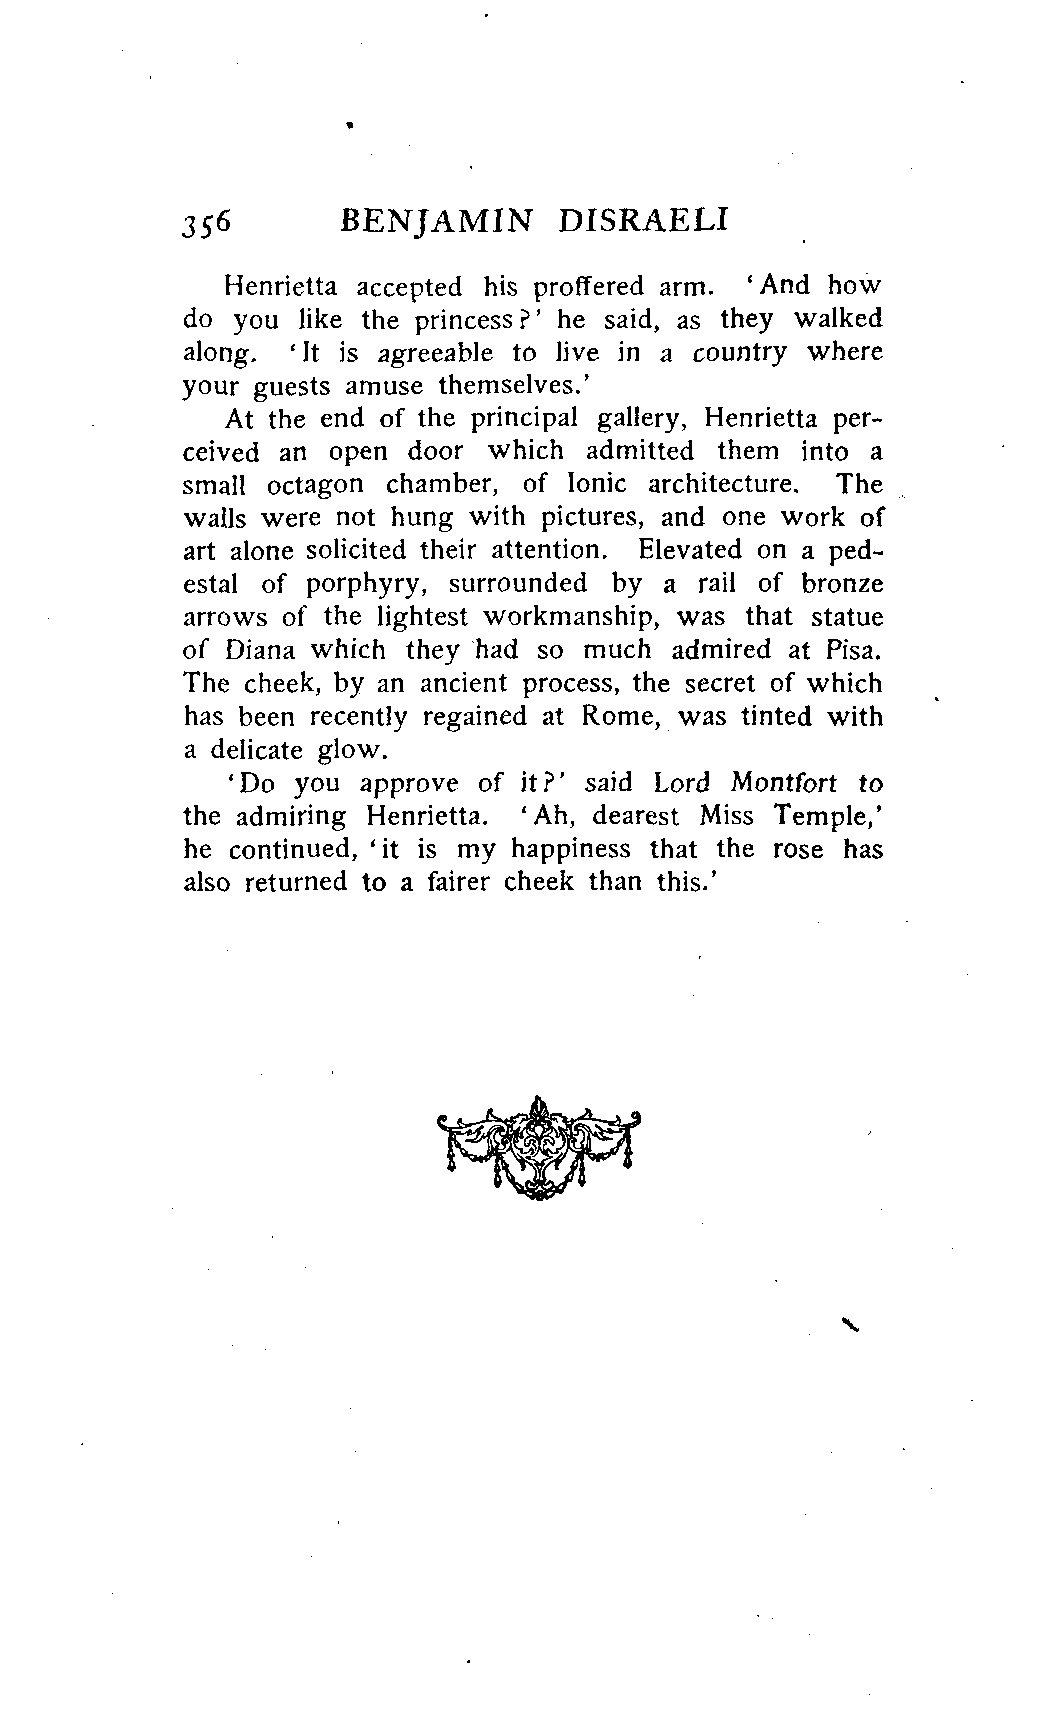 356 BENJAMIN DISRAELI
Henrietta accepted his proffered arm. ‘And how
do you like the princess?’ he said, as they walked
along. ‘It is agreeable to live in a country where
your guests amuse themselves.’
At the end of the principal gallery, Henrietta per-
ceived an open door which admitted them into a
small octagon chamber, of Ionic architecture. The
walls were not hung with pictures, and one work of
art alone solicited their attention. Elevated on a ped-
estal of porphyry, surrounded by a rail of bronze
arrows of the lightest workmanship, was that statue
of Diana which they had so much admired at Pisa.
The cheek, by an ancient process, the secret of which
has been recently regained at Rome, was tinted with
a delicate glow.
‘Do you approve of it?’ said Lord Montfort to
the admiring Henrietta. ‘Ah, dearest Miss Temple,’
he continued, ‘it is my happiness that the rose has
also returned to a fairer cheek than this.’